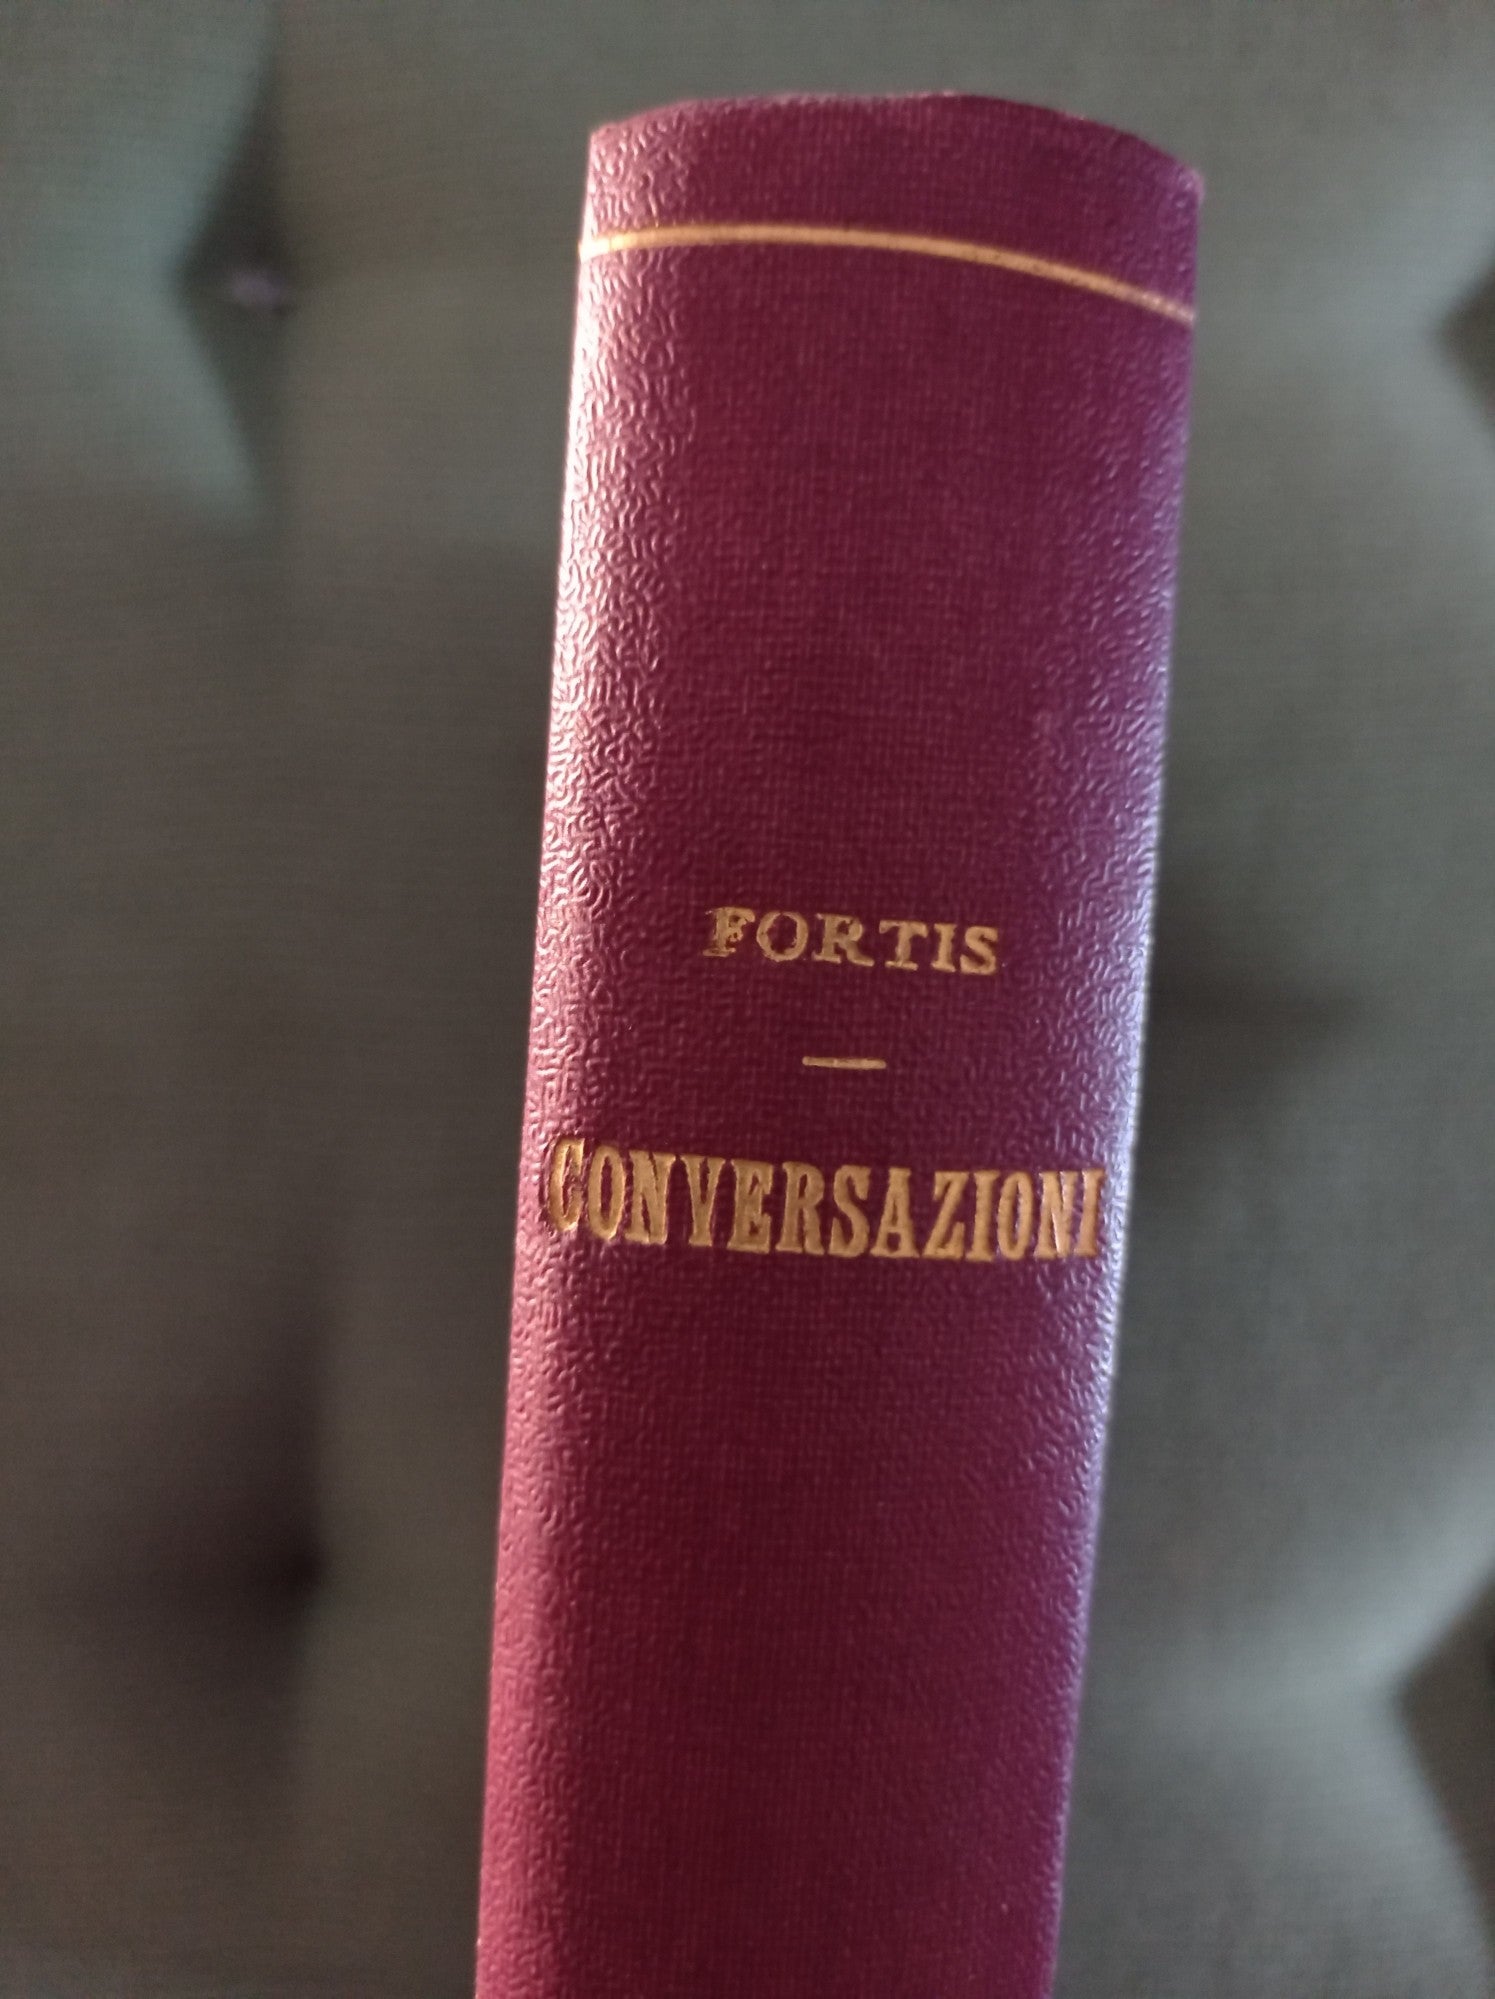 FORTIS
—
CONVERSAZIONI